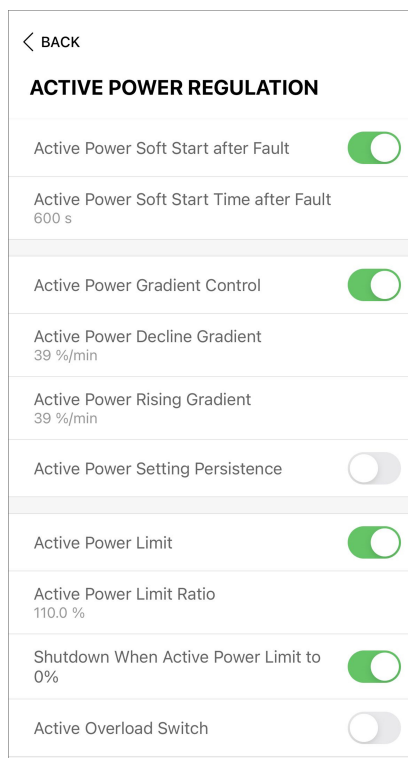 BACK
ACTIVE POWER REGULATION
Active Power Soft Start after Fault
Active Power Soft Start Time after Fault
600 s
Active Power Gradient Control
Active Power Decline Gradient
39 %/min
Active Power Rising Gradient
39 %/min
Active Power Setting Persistence
Active Power Limit
Active Power Limit Ratio
110.0 %
Shutdown When Active Power Limit to
0%
Active Overload Switch